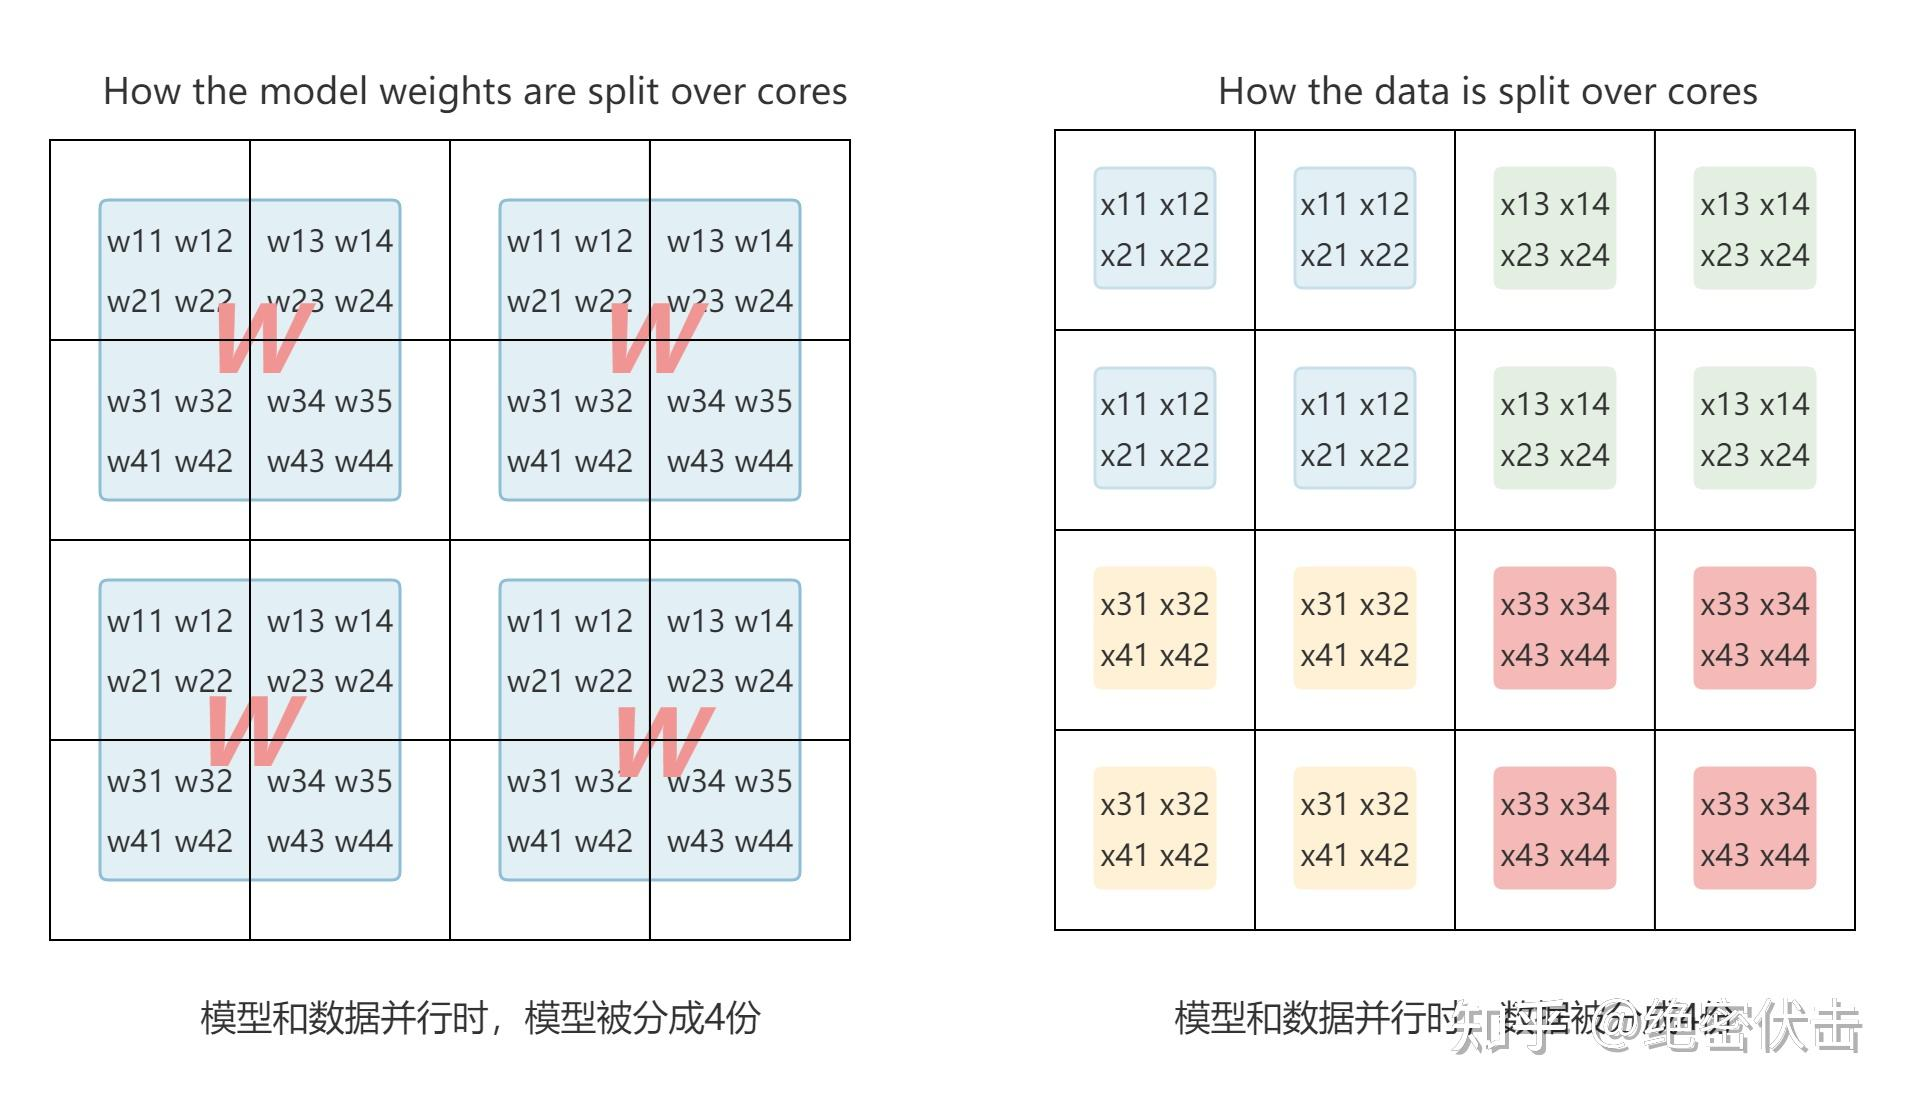 How the model weights are split over cores
w11 w12 w13 w14 w11 w12 w13 w14
w21 w22 w23 w24 w21 w22 w23 w24
W W
w31 w32 w34 w35 w31 w32 w34 w35
w41 w42 w43 w44 w41 w42 w43 w44
w11 w12 w13 w14 w11 w12 w13 w14
w21 w22 w23 w24 w21 w22 w23 w24
W W
w31 w32 w34 w35 w31 w32 w34 w35
w41 w42 w43 w44 w41 w42 w43 w44
模型和数据并行时，模型被分成4份
How the data is split over cores
x11 x12 x11 x12 x13 x14 x13 x14
x21 x22 x21 x22 x23 x24 x23 x24
x11 x12 x11 x12 x13 x14 x13 x14
x21 x22 x21 x22 x23 x24 x23 x24
x31 x32 x31 x32 x33 x34 x33 x34
x41 x42 x41 x42 x43 x44 x43 x44
x31 x32 x31 x32 x33 x34 x33 x34
x41 x42 x41 x42 x43 x44 x43 x44
模型和数据并行时，数据被分成4份
知乎 @绝密伏击